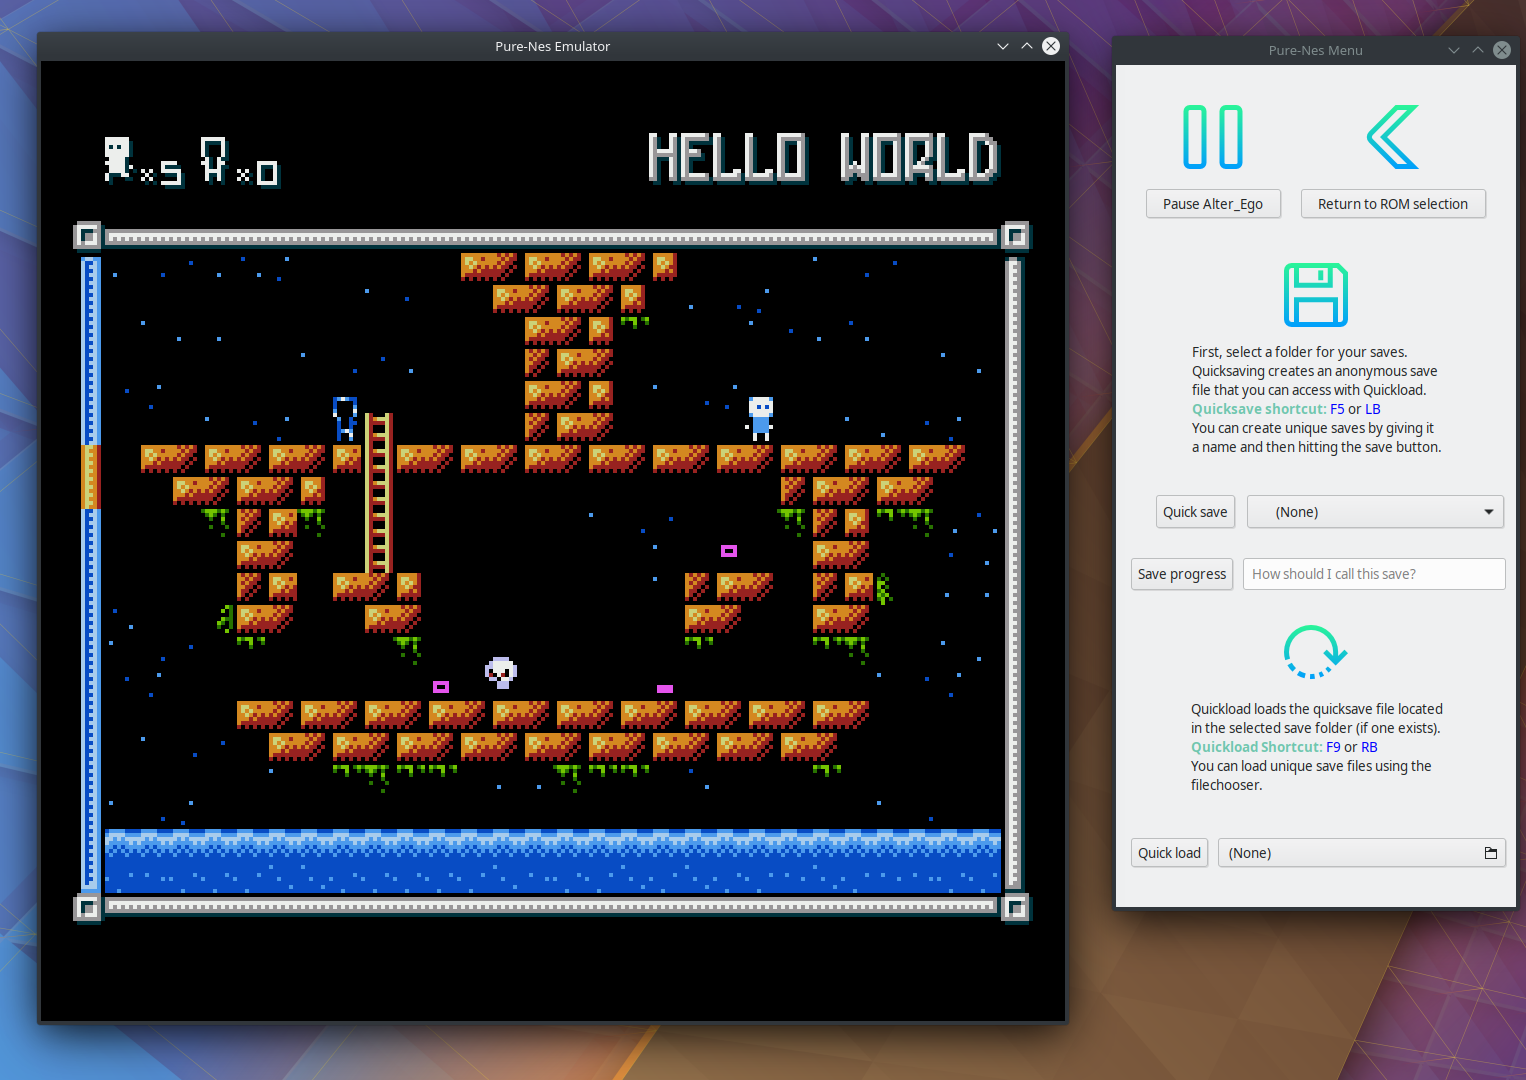 Pure-Nes Emulator
x5 x0
HELLO WORLD
Pure-Nes Menu
Pause Alter_Ego
Return to ROM selection
First, select a folder for your saves.
Quicksaving creates an anonymous save
file that you can access with Quickload.
Quicksave shortcut: F5 or LB
You can create unique saves by giving it
a name and then hitting the save button.
Quick save
(None)
Save progress
How should I call this save?
Quickload loads the quicksave file located
in the selected save folder (if one exists).
Quickload Shortcut: F9 or RB
You can load unique save files using the
filechooser.
Quick load
(None)